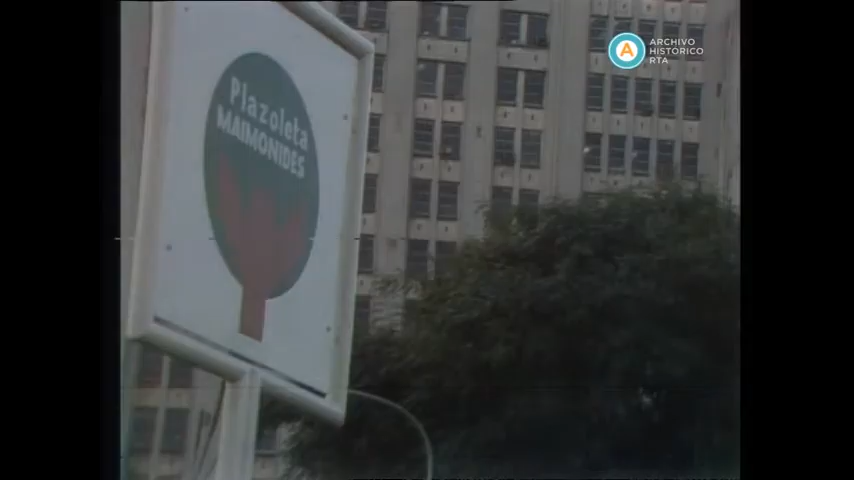 Plazoleta
MAIMONIDES
A
ARCHIVO
HISTORICO
RTA